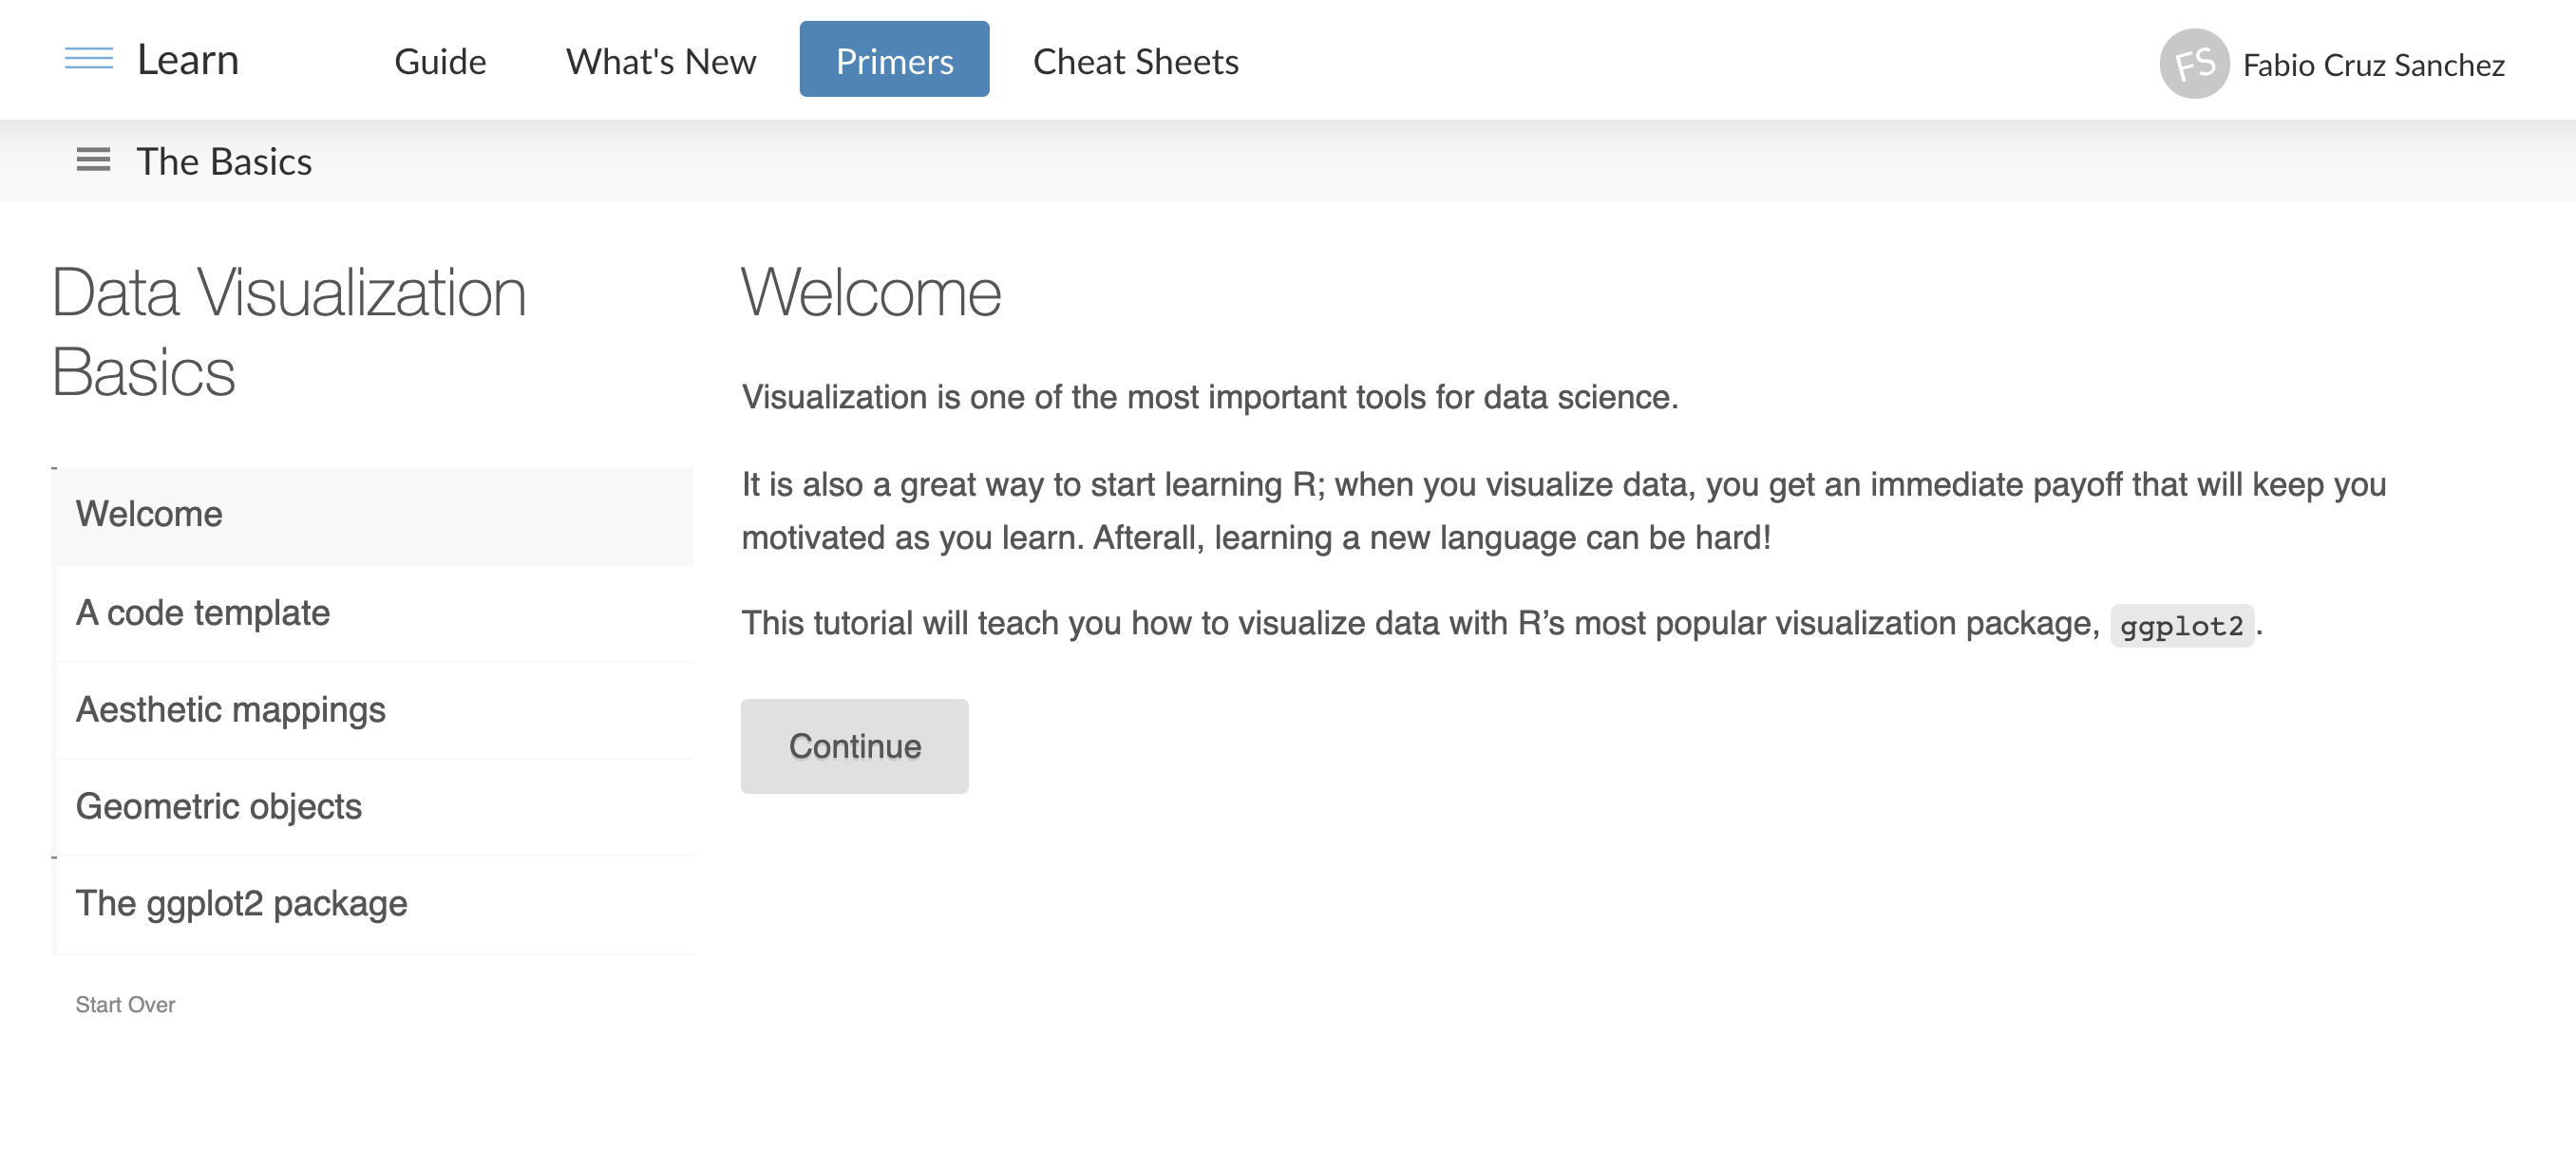 Learn Guide What's New Primers Cheat Sheets FS Fabio Cruz Sanchez
The Basics
Data Visualization
Basics
Welcome
A code template
Aesthetic mappings
Geometric objects
The ggplot2 package
Start Over
Welcome
Visualization is one of the most important tools for data science.
It is also a great way to start learning R; when you visualize data, you get an immediate payoff that will keep you
motivated as you learn. Afterall, learning a new language can be hard!
This tutorial will teach you how to visualize data with R’s most popular visualization package, ggplot2.
Continue